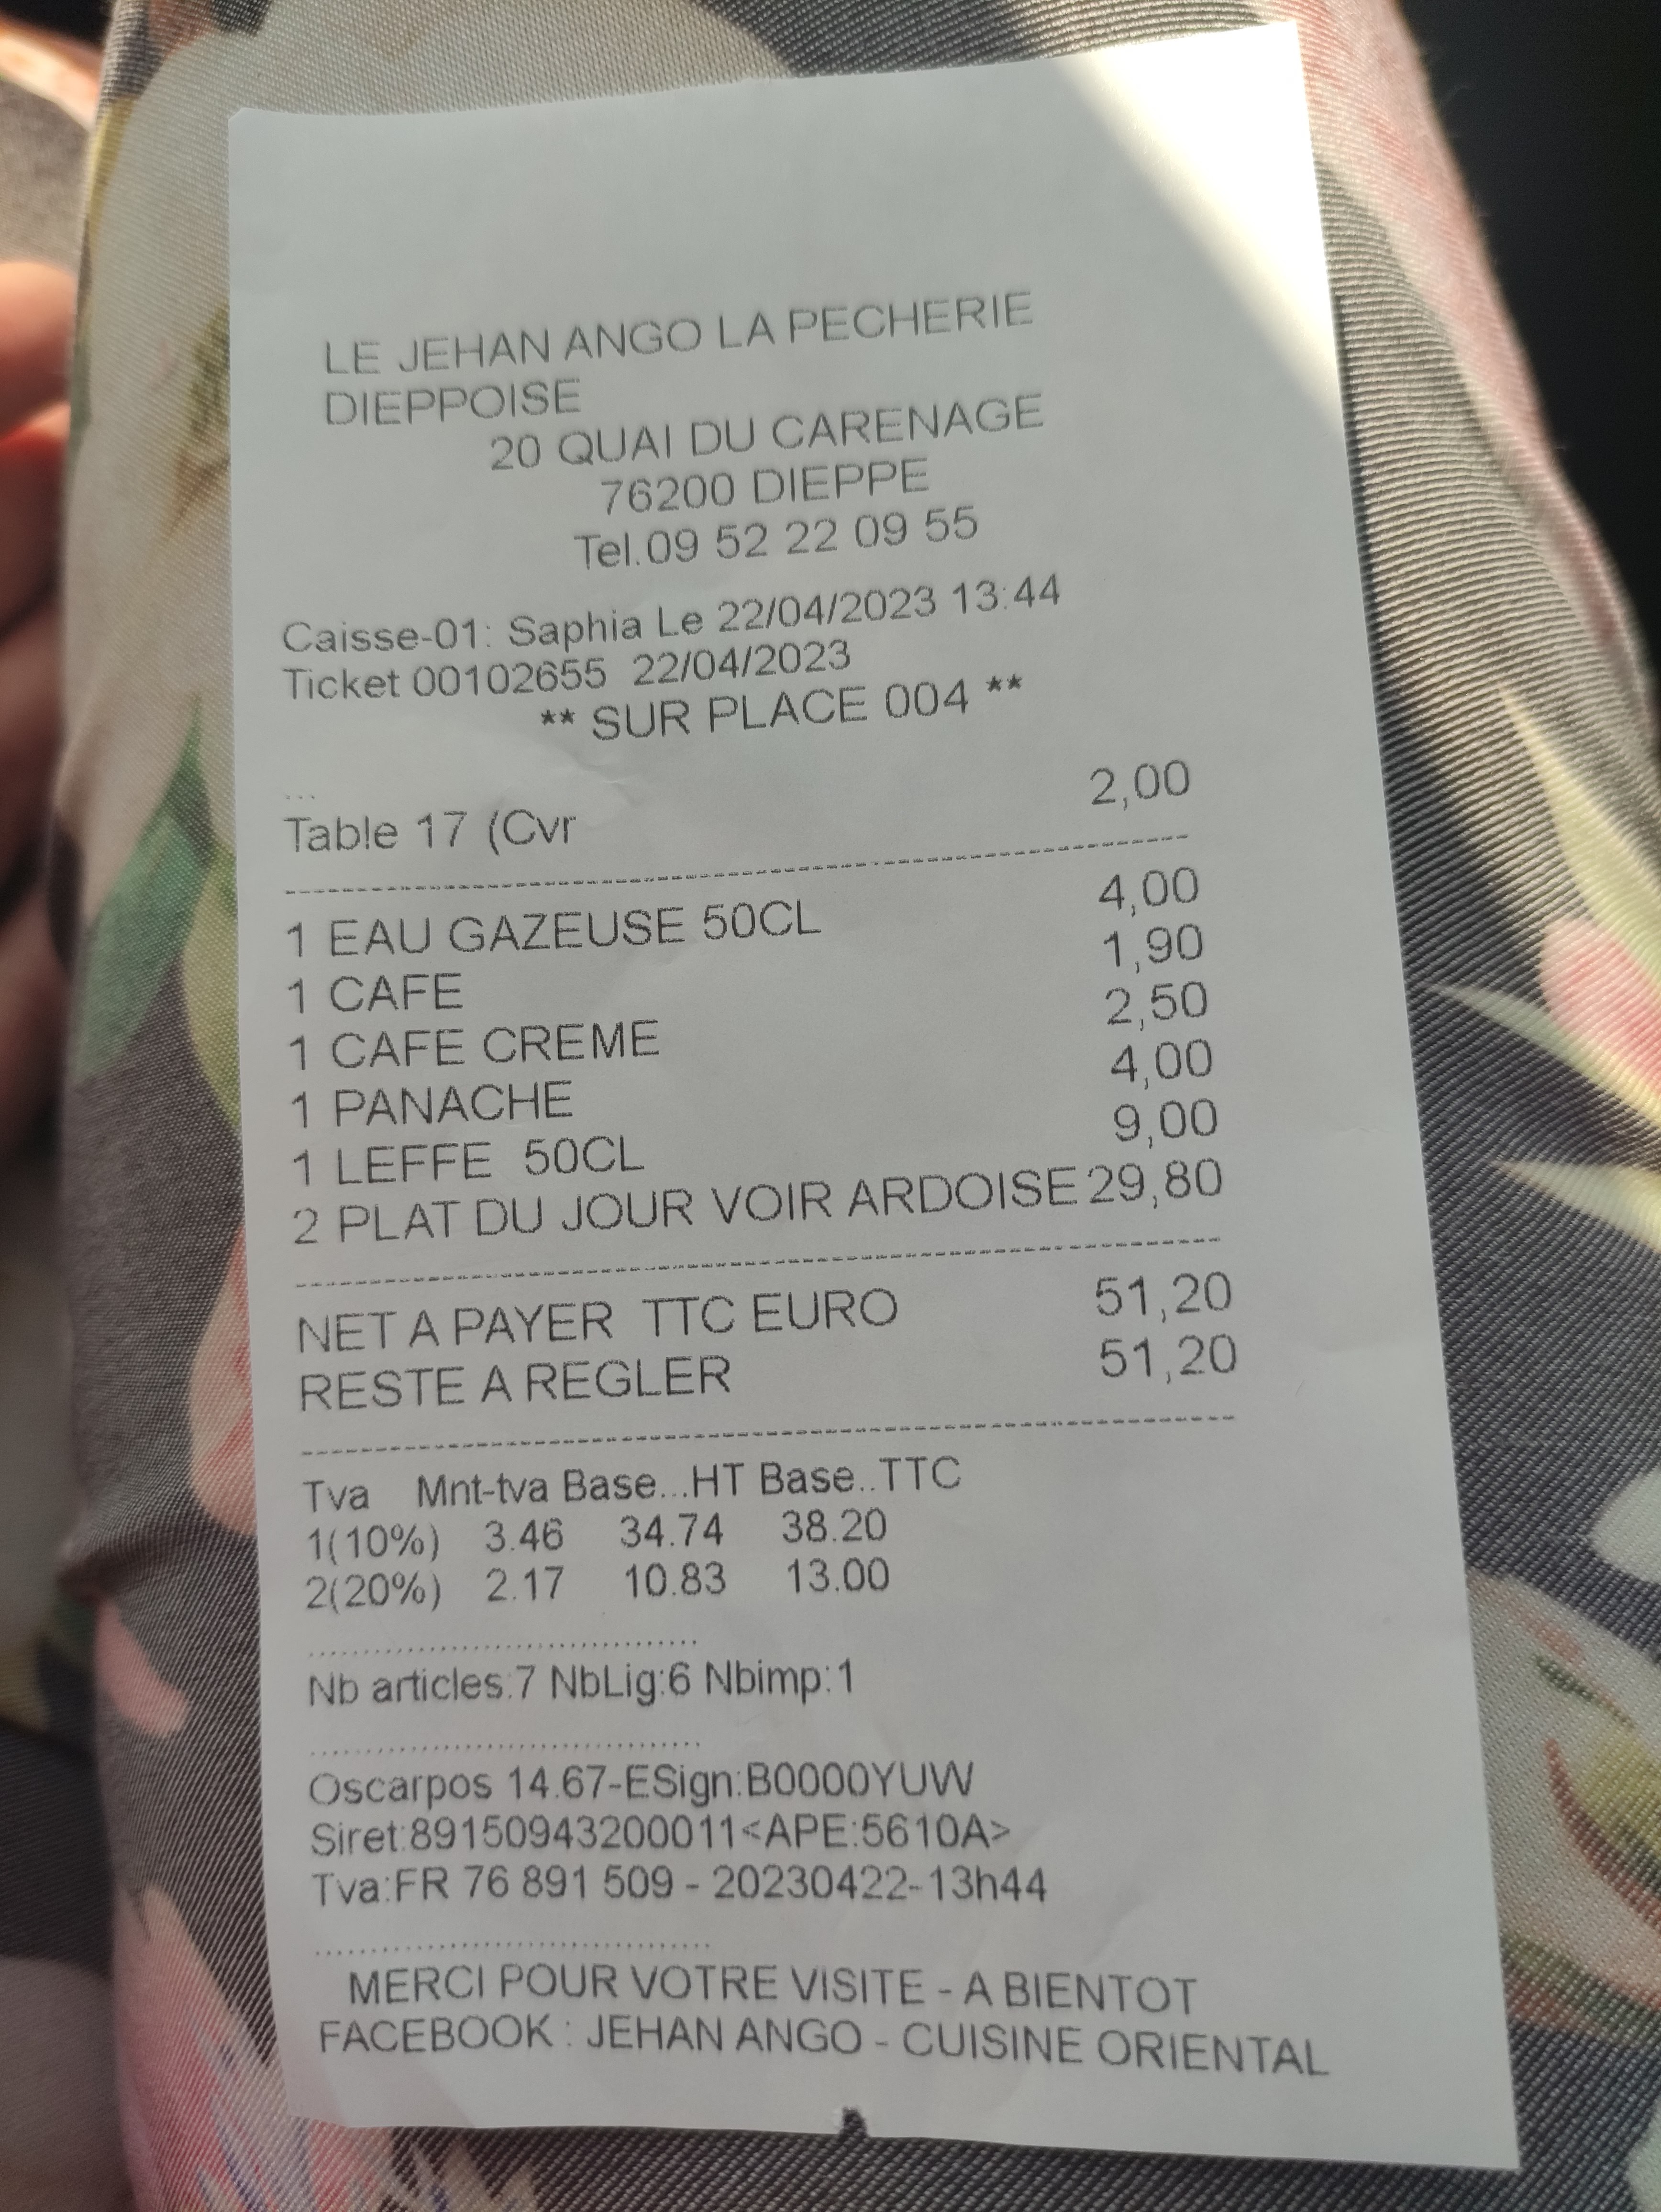 LE JEHAN ANGO LA PECHERIE
DIEPPOISE
20 QUAI DU CARENAGE
76200 DIEPPE
Tel.09 52 22 09 55
Caisse-01: Saphia Le 22/04/2023 13:44
Ticket 00102655 22/04/2023
** SUR PLACE 004 **
...
Table 17 (Cvr 2,00
1 EAU GAZEUSE 50CL 4,00
1 CAFE 1,90
1 CAFE CREME 2,50
1 PANACHE 4,00
1 LEFFE 50CL 9,00
2 PLAT DU JOUR VOIR ARDOISE 29,80
NET A PAYER TTC EURO 51,20
RESTE A REGLER 51,20
Tva Mnt-tva Base...HT Base..TTC
1(10%) 3.46 34.74 38.20
2(20%) 2.17 10.83 13.00
Nb articles:7 NbLig:6 Nbimp:1
Oscarpos 14.67-ESign:B0000YUW
Siret:89150943200011<APE:5610A>
Tva:FR 76 891 509 - 20230422-13h44
MERCI POUR VOTRE VISITE - A BIENTOT
FACEBOOK : JEHAN ANGO - CUISINE ORIENTAL